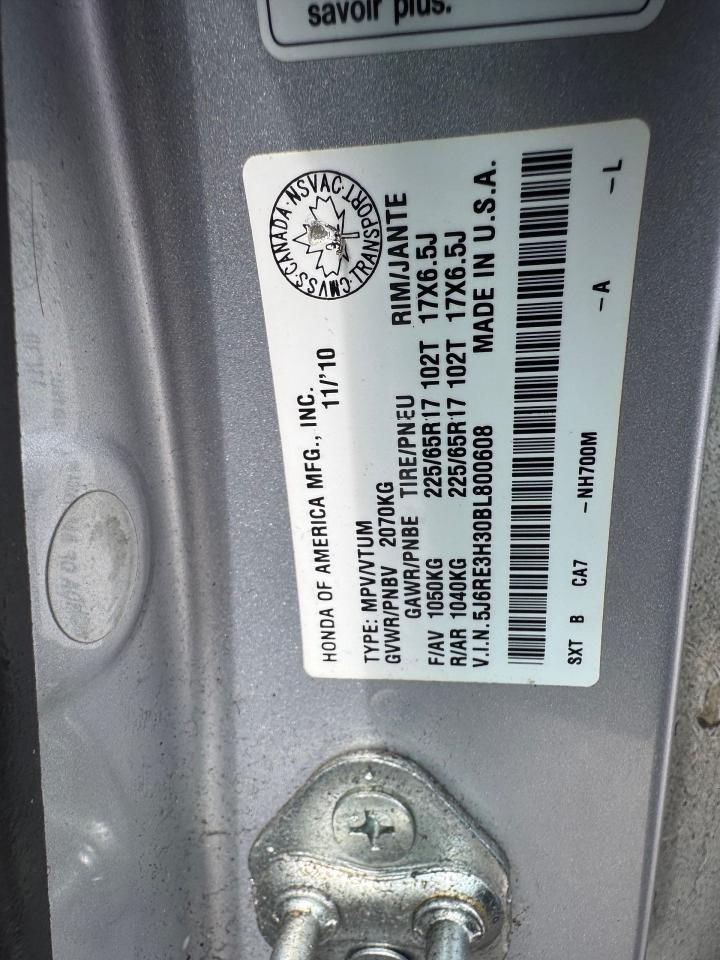 savoir plus.
HONDA OF AMERICA MFG., INC.
11/'10
CMVSS·CANADA·NSVAC·TRANSPORT·
TYPE: MPV/VTUM
GVWR/PNBV 2070KG
GAWR/PNBE TIRE/PNEU RIM/JANTE
F/AV 1050KG 225/65R17 102T 17X6.5J
R/AR 1040KG 225/65R17 102T 17X6.5J
V.I.N. 5J6RE3H30BL800608 MADE IN U.S.A.
SXT B CA7 -NH700M -A -L